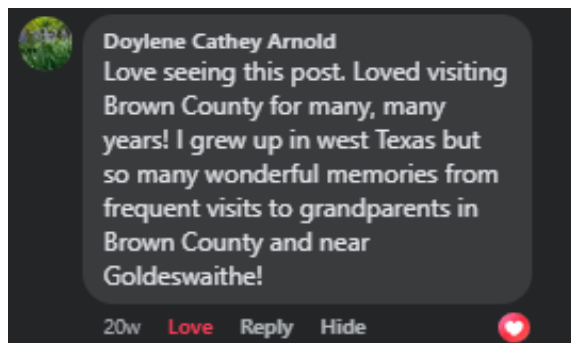 Doylene Cathey Arnold
Love seeing this post. Loved visiting
Brown County for many, many
years! I grew up in west Texas but
so many wonderful memories from
frequent visits to grandparents in
Brown County and near
Goldeswaithe!
20w Love Reply Hide